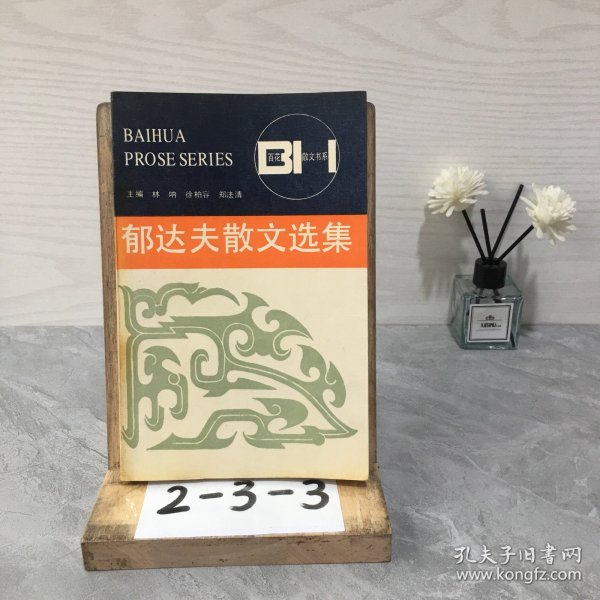 BAIHUA
PROSE SERIES
百花
散文书系
主编 林呐 徐柏容 郑法清
郁达夫散文选集
2-3-3
孔夫子旧書网
www.kongfz.com